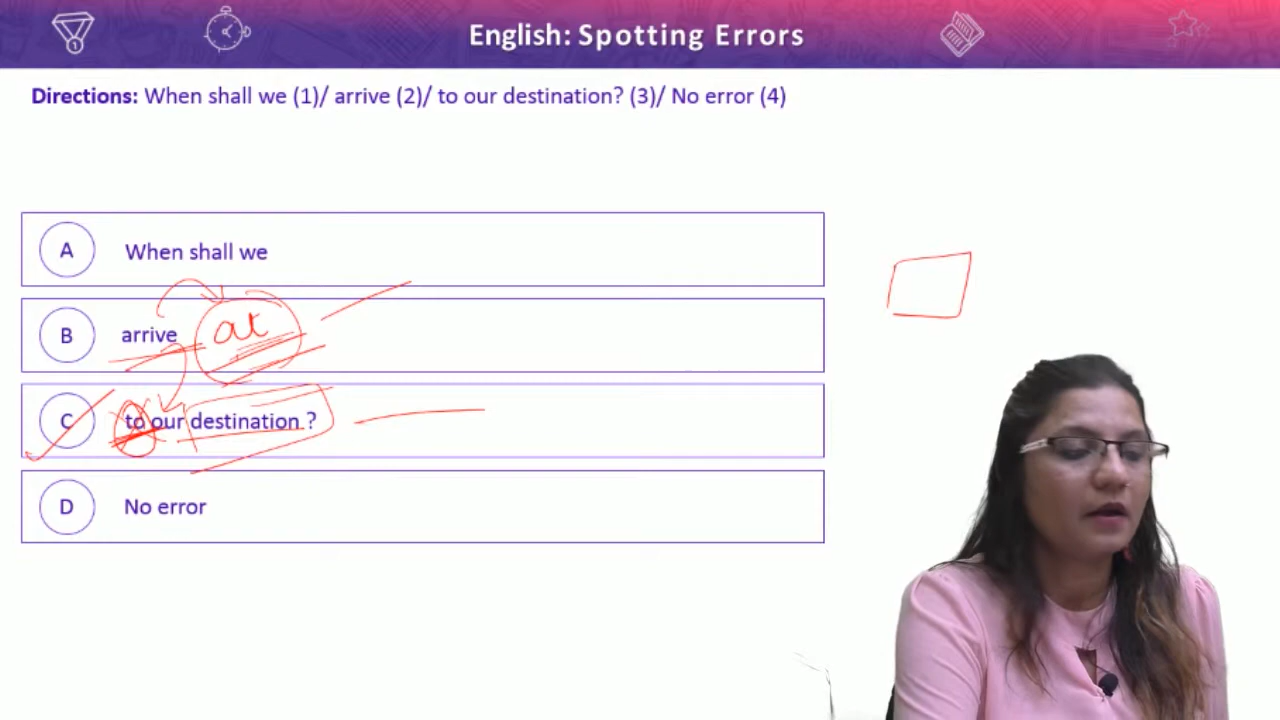 English: Spotting Errors
Directions: When shall we (1)/ arrive (2)/ to our destination? (3)/ No error (4)
A When shall we
B arrive at
C to our destination ?
D No error